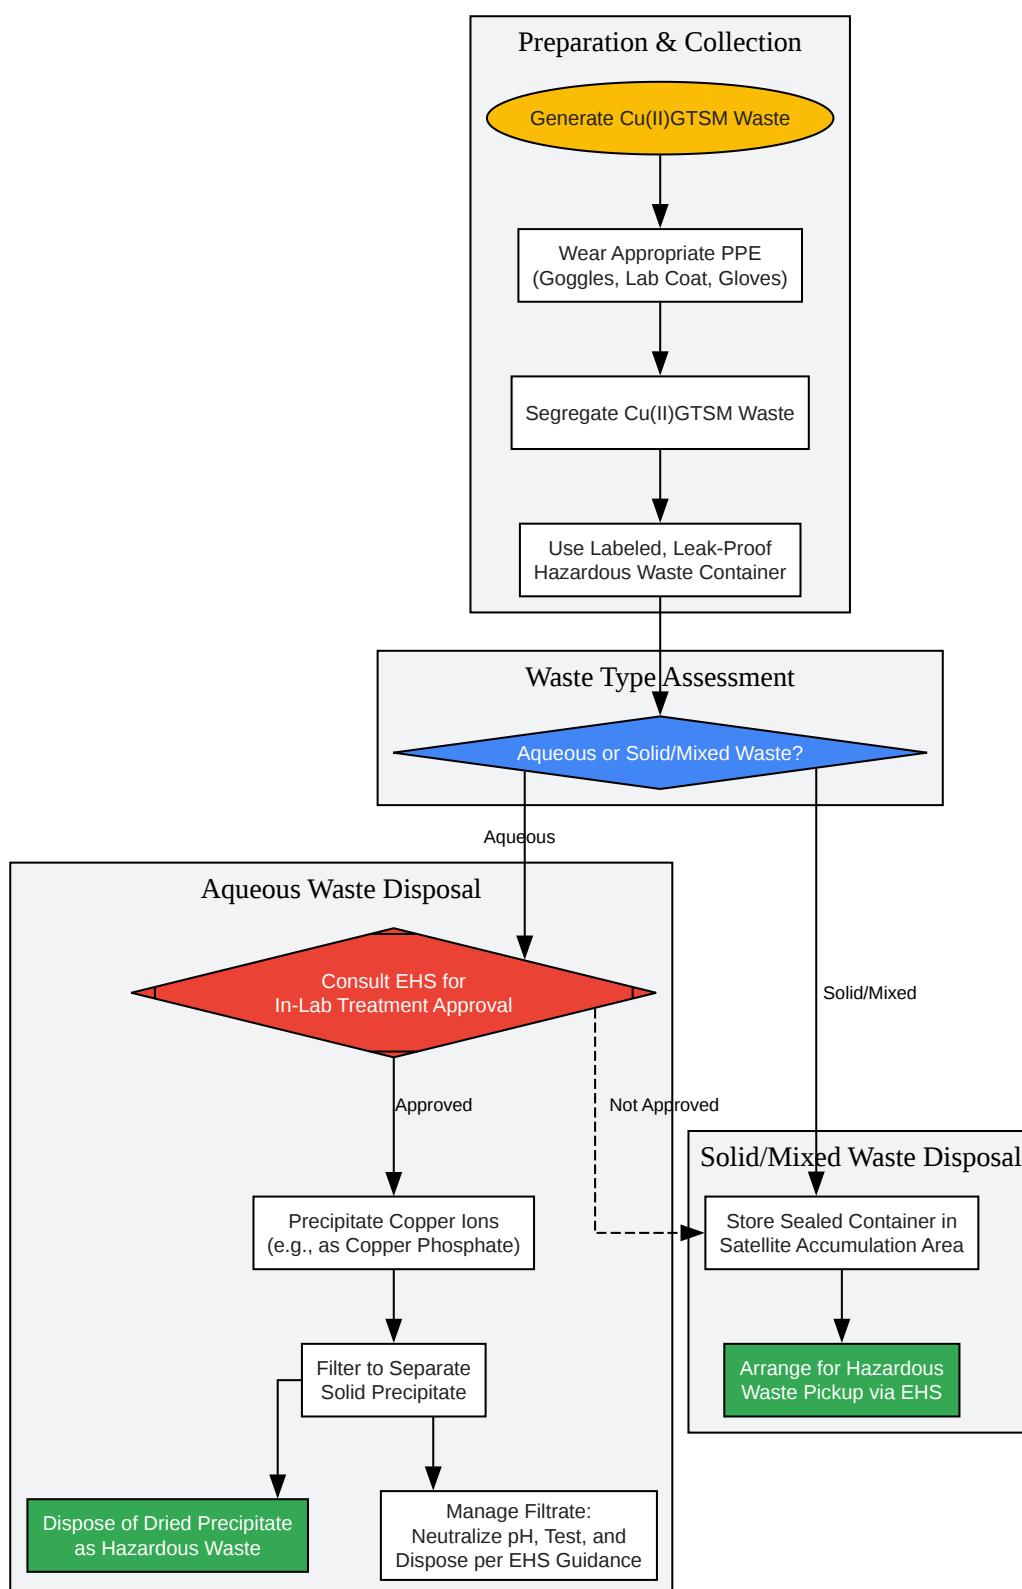 Preparation & Collection
Generate Cu(II)GTSM Waste
Wear Appropriate PPE
(Goggles, Lab Coat, Gloves)
Segregate Cu(II)GTSM Waste
Use Labeled, Leak-Proof
Hazardous Waste Container
Waste Type Assessment
Aqueous or Solid/Mixed Waste?
Aqueous
Aqueous Waste Disposal
Consult EHS for
In-Lab Treatment Approval
Solid/Mixed
Approved
Not Approved
Solid/Mixed Waste Disposal
Precipitate Copper Ions
(e.g., as Copper Phosphate)
Store Sealed Container in
Satellite Accumulation Area
Filter to Separate
Solid Precipitate
Arrange for Hazardous
Waste Pickup via EHS
Dispose of Dried Precipitate
as Hazardous Waste
Manage Filtrate:
Neutralize pH, Test, and
Dispose per EHS Guidance